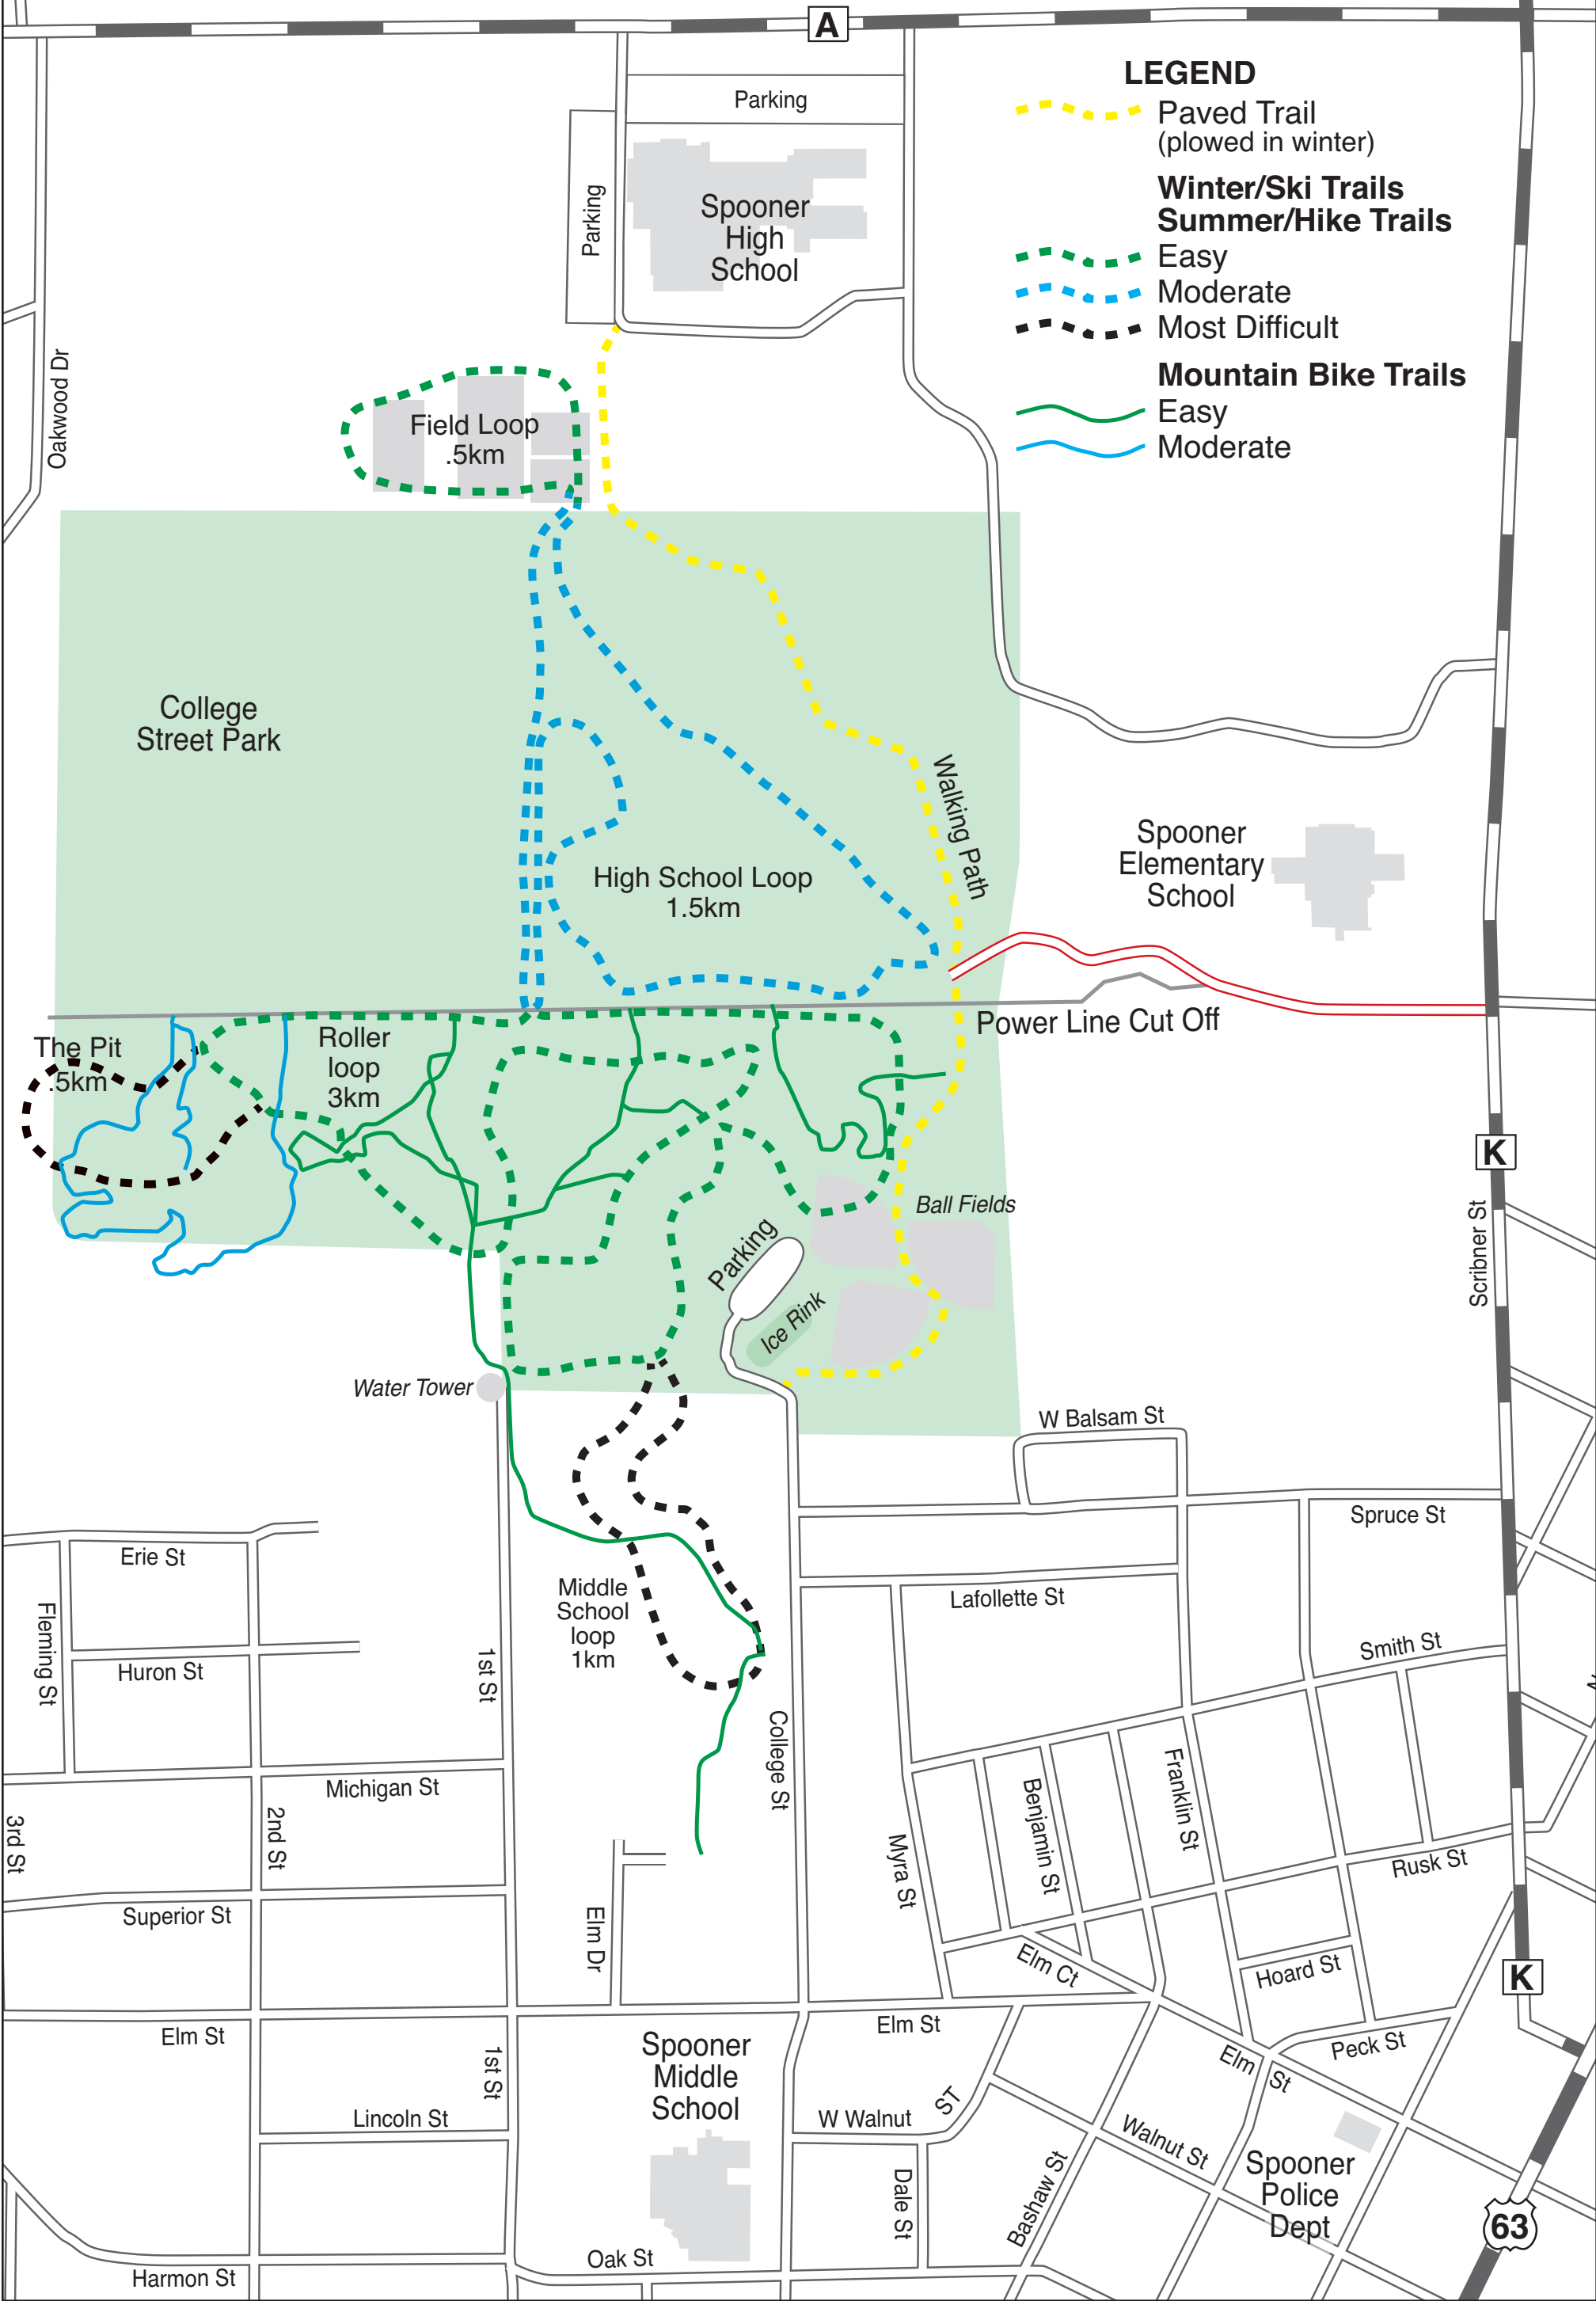 A
LEGEND
Paved Trail
(plowed in winter)
Winter/Ski Trails
Summer/Hike Trails
Easy
Moderate
Most Difficult
Mountain Bike Trails
Easy
Moderate
Parking
Parking
Spooner
High
School
Oakwood Dr
Field Loop
.5km
College
Street Park
Walking Path
High School Loop
1.5km
Spooner
Elementary
School
Power Line Cut Off
The Pit
.5km
Roller
loop
3km
K
Scribner St
Ball Fields
Parking
Ice Rink
Water Tower
W Balsam St
Spruce St
Erie St
Fleming St
Huron St
1st St
Middle
School
loop
1km
Lafollette St
Smith St
College St
Michigan St
Benjamin St
Franklin St
3rd St
2nd St
Myra St
Rusk St
Superior St
Elm Dr
Elm Ct
Hoard St
K
Elm St
Elm St
Peck St
Elm St
1st St
Spooner
Middle
School
Lincoln St
W Walnut ST
Walnut St
Dale St
Bashaw St
Spooner
Police
Dept
63
Oak St
Harmon St